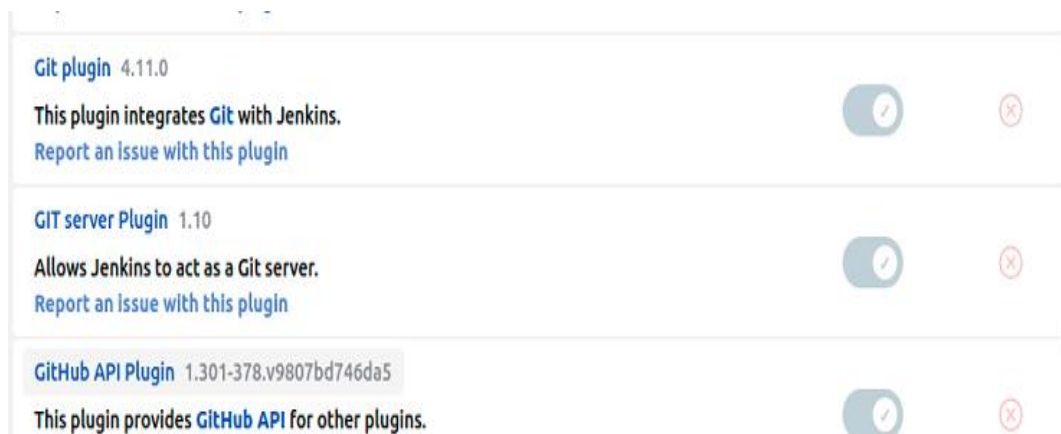 Git plugin 4.11.0
This plugin integrates Git with Jenkins.
Report an issue with this plugin
GIT server Plugin 1.10
Allows Jenkins to act as a Git server.
Report an issue with this plugin
GitHub API Plugin 1.301-378.v9807bd746da5
This plugin provides GitHub API for other plugins.